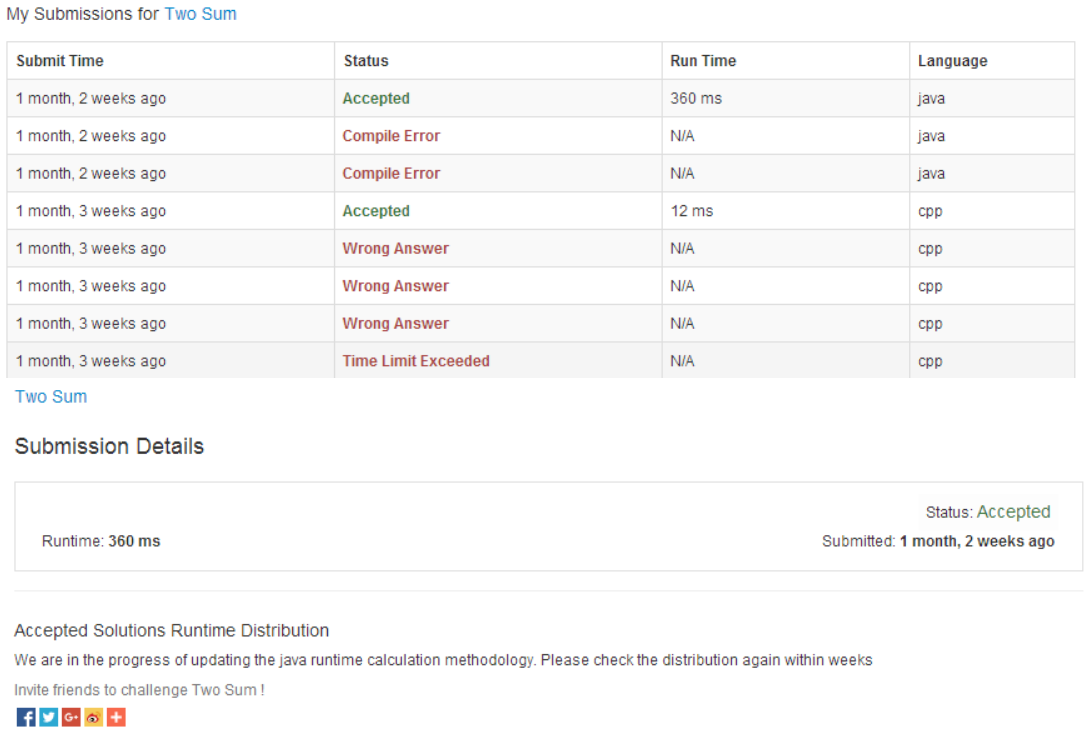 My Submissions for Two Sum
Submit Time Status Run Time Language
1 month, 2 weeks ago Accepted 360 ms java
1 month, 2 weeks ago Compile Error N/A java
1 month, 2 weeks ago Compile Error N/A java
1 month, 3 weeks ago Accepted 12 ms cpp
1 month, 3 weeks ago Wrong Answer N/A cpp
1 month, 3 weeks ago Wrong Answer N/A cpp
1 month, 3 weeks ago Wrong Answer N/A cpp
1 month, 3 weeks ago Time Limit Exceeded N/A cpp
Two Sum
Submission Details
Status: Accepted
Runtime: 360 ms Submitted: 1 month, 2 weeks ago
Accepted Solutions Runtime Distribution
We are in the progress of updating the java runtime calculation methodology. Please check the distribution again within weeks
Invite friends to challenge Two Sum !